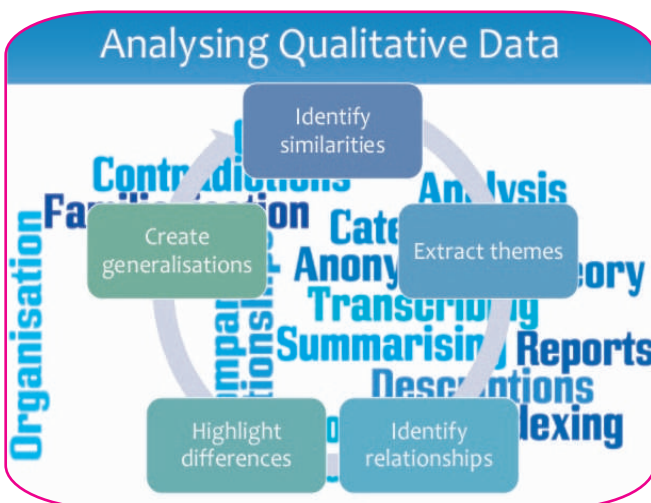 Analysing Qualitative Data
Identify
similarities
Contradictions
Analysis
Create
generalisations
Extract themes
Transcribing
Summarising
Reports
Descriptions
Organisation
Highlight
differences
Identify
relationships